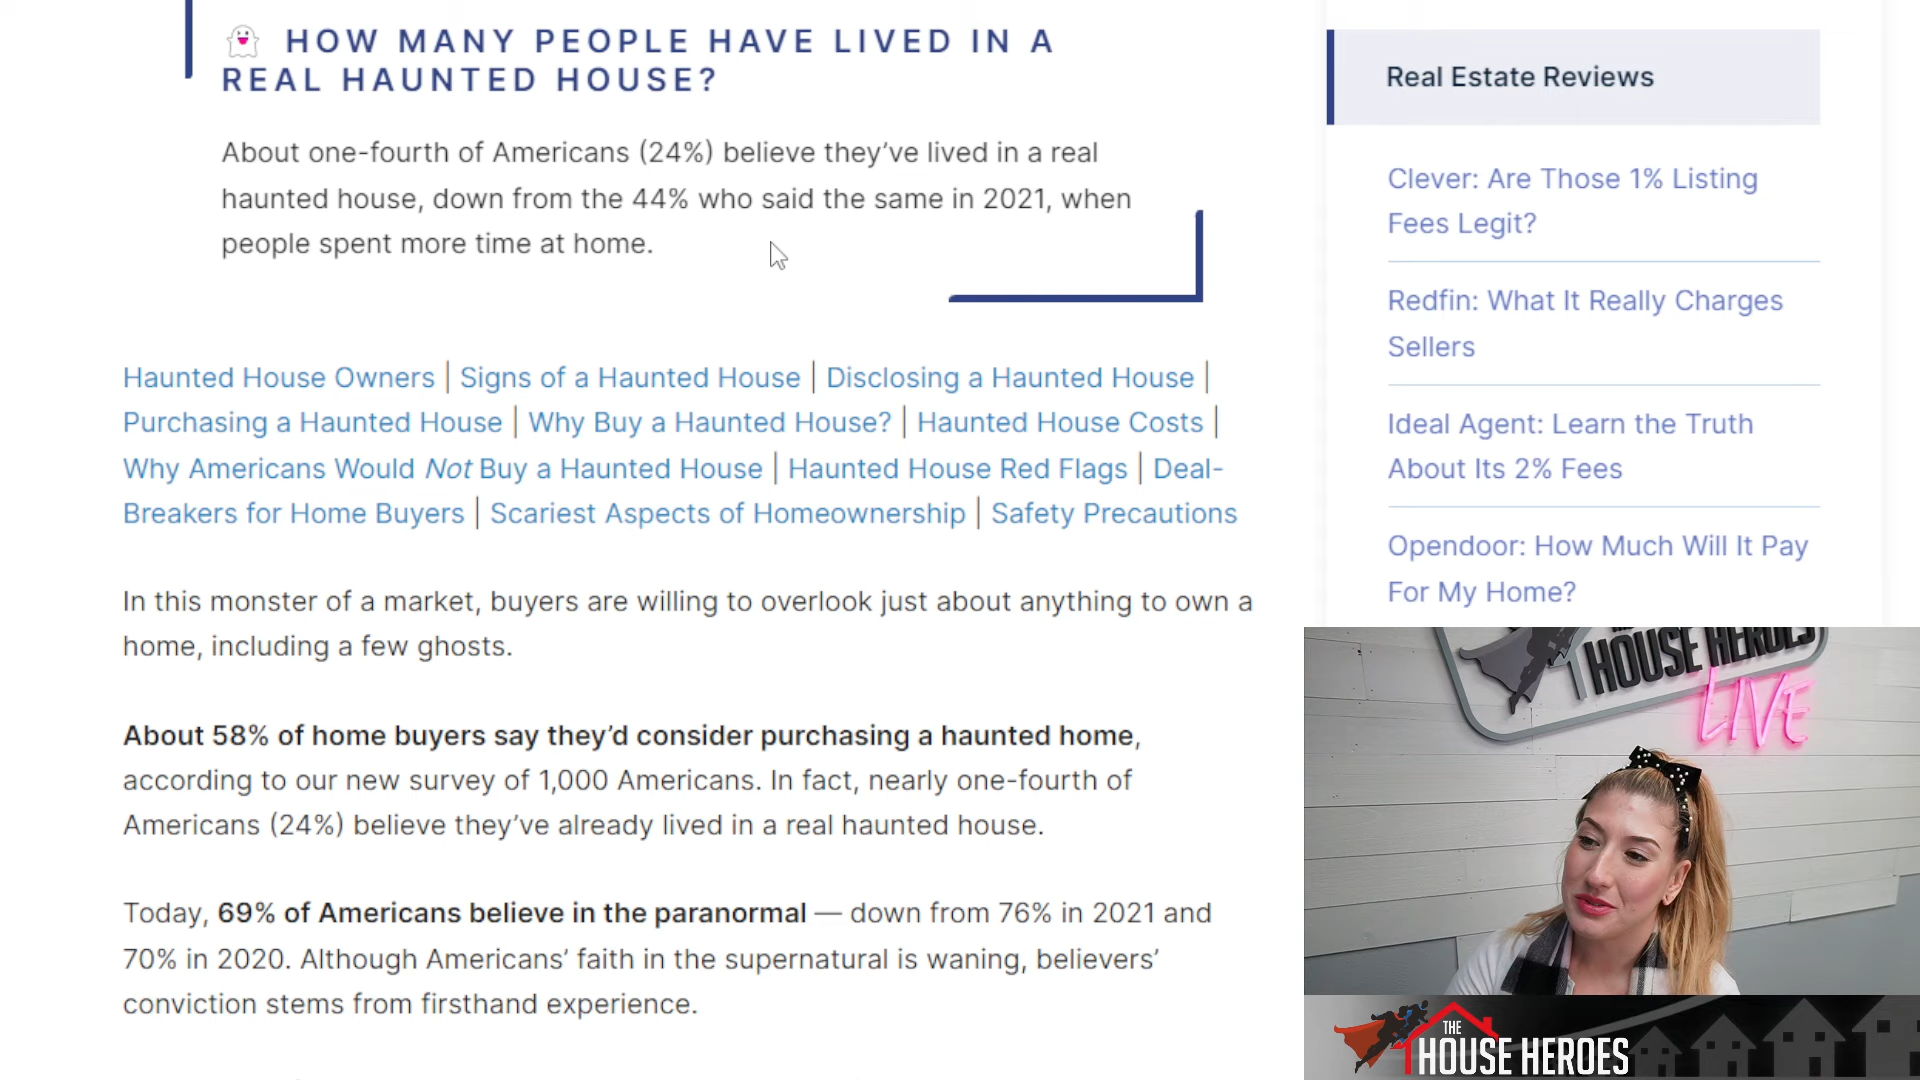 HOW MANY PEOPLE HAVE LIVED IN A
REAL HAUNTED HOUSE?
About one-fourth of Americans (24%) believe they’ve lived in a real
haunted house, down from the 44% who said the same in 2021, when
people spent more time at home.
Haunted House Owners | Signs of a Haunted House | Disclosing a Haunted House |
Purchasing a Haunted House | Why Buy a Haunted House? | Haunted House Costs |
Why Americans Would Not Buy a Haunted House | Haunted House Red Flags | Deal-
Breakers for Home Buyers | Scariest Aspects of Homeownership | Safety Precautions
In this monster of a market, buyers are willing to overlook just about anything to own a
home, including a few ghosts.
About 58% of home buyers say they’d consider purchasing a haunted home,
according to our new survey of 1,000 Americans. In fact, nearly one-fourth of
Americans (24%) believe they’ve already lived in a real haunted house.
Today, 69% of Americans believe in the paranormal — down from 76% in 2021 and
70% in 2020. Although Americans’ faith in the supernatural is waning, believers’
conviction stems from firsthand experience.
Real Estate Reviews
Clever: Are Those 1% Listing
Fees Legit?
Redfin: What It Really Charges
Sellers
Ideal Agent: Learn the Truth
About Its 2% Fees
Opendoor: How Much Will It Pay
For My Home?
HOUSE HEROES
LIVE
THE
HOUSE HEROES